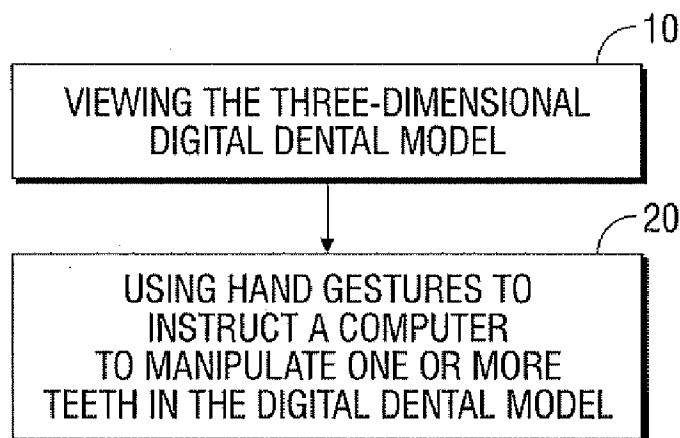 10
VIEWING THE THREE-DIMENSIONAL
DIGITAL DENTAL MODEL
20
USING HAND GESTURES TO
INSTRUCT A COMPUTER
TO MANIPULATE ONE OR MORE
TEETH IN THE DIGITAL DENTAL MODEL